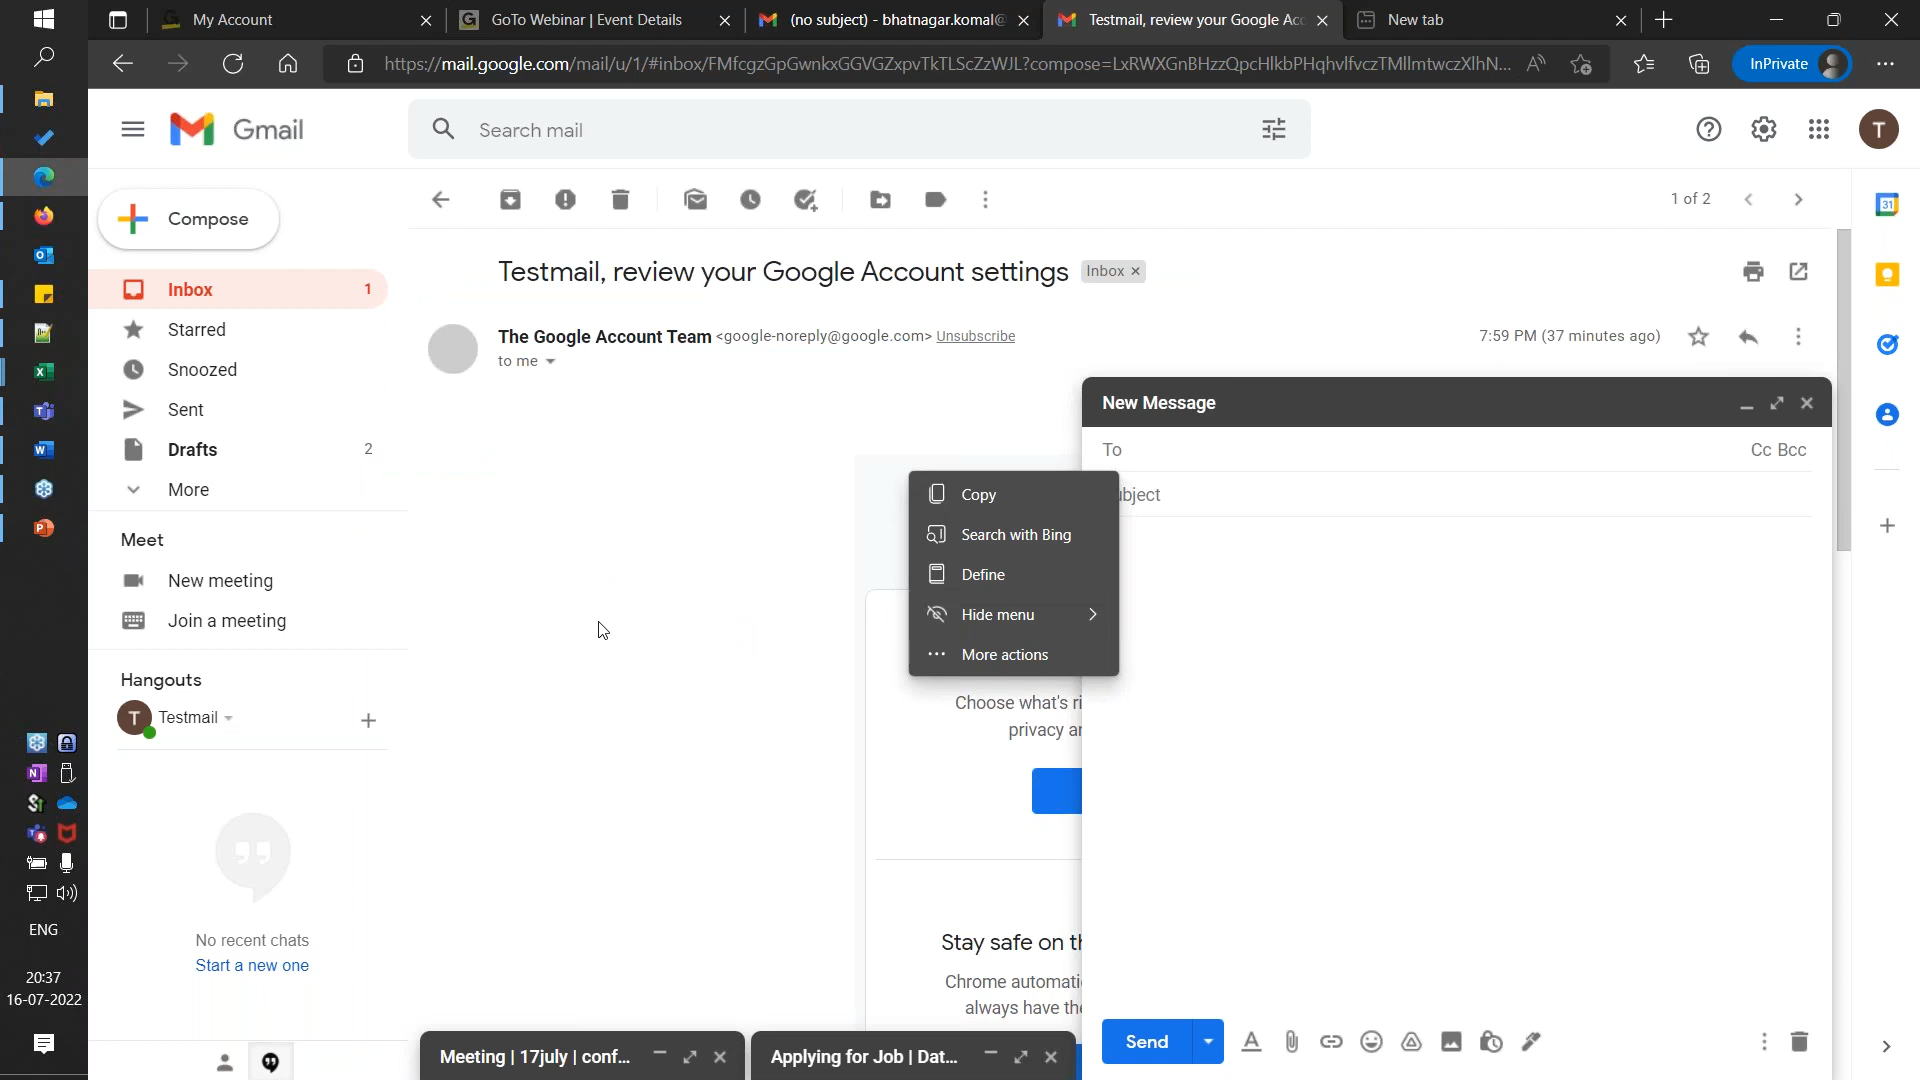 My Account
GoTo Webinar | Event Details
(no subject) - bhatnagar.komal@
Testmail, review your Google Acc
New tab
https://mail.google.com/mail/u/1/#inbox/FMfcgzGpGwnkxGGVGZxpvTkTLScZzWJL?compose=LxRWXGnBHzzQpcHlkbPHqhvlfvczTMllmtwczXlhN...
InPrivate
Gmail
Search mail
T
Compose
1 of 2
31
Testmail, review your Google Account settings
Inbox ×
Inbox 1
Starred
The Google Account Team <google-noreply@google.com> Unsubscribe
7:59 PM (37 minutes ago)
to me
Snoozed
Sent
Drafts 2
More
New Message
To
Cc Bcc
bject
Copy
Search with Bing
Define
Hide menu
More actions
Meet
New meeting
Join a meeting
Hangouts
T Testmail
Choose what's ri
privacy ar
No recent chats
Start a new one
Stay safe on th
Chrome automati
always have the
Send
Meeting | 17july | conf...
Applying for Job | Dat...
ENG
20:37
16-07-2022